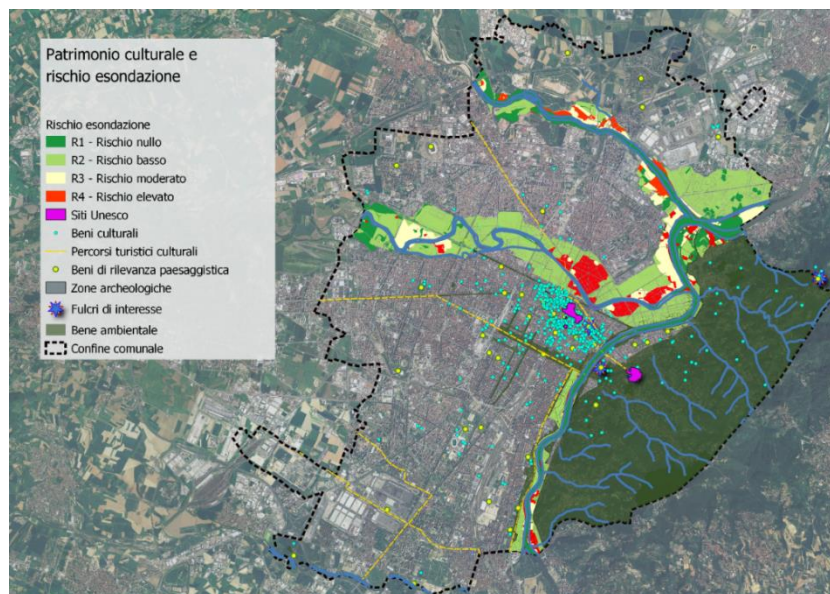 Patrimonio culturale e
rischio esondazione
Rischio esondazione
R1 - Rischio nullo
R2 - Rischio basso
R3 - Rischio moderato
R4 - Rischio elevato
Siti Unesco
Beni culturali
Percorsi turistici culturali
Beni di rilevanza paesaggistica
Zone archeologiche
Fulcri di interesse
Bene ambientale
Confine comunale